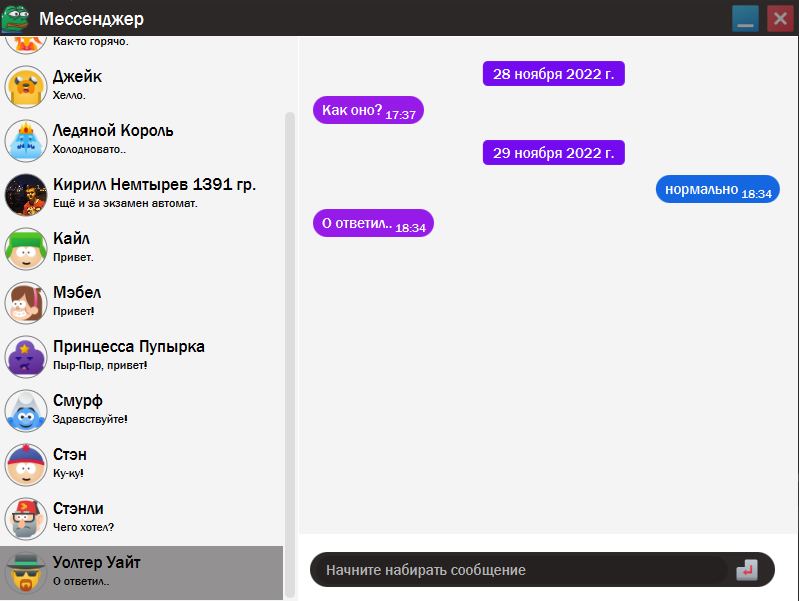 Мессенджер
Как-то горячо.
Джейк
Хелло.
Ледяной Король
Холодновато..
Кирилл Немтырев 1391 гр.
Ещё и за экзамен автомат.
Кайл
Привет.
Мэбел
Привет!
Принцесса Пупырка
Пыр-Пыр, привет!
Смурф
Здравствуйте!
Стэн
Ку-ку!
Стэнли
Чего хотел?
Уолтер Уайт
О ответил..
28 ноября 2022 г.
Как оно? 17:37
29 ноября 2022 г.
нормально 18:34
О ответил.. 18:34
Начните набирать сообщение